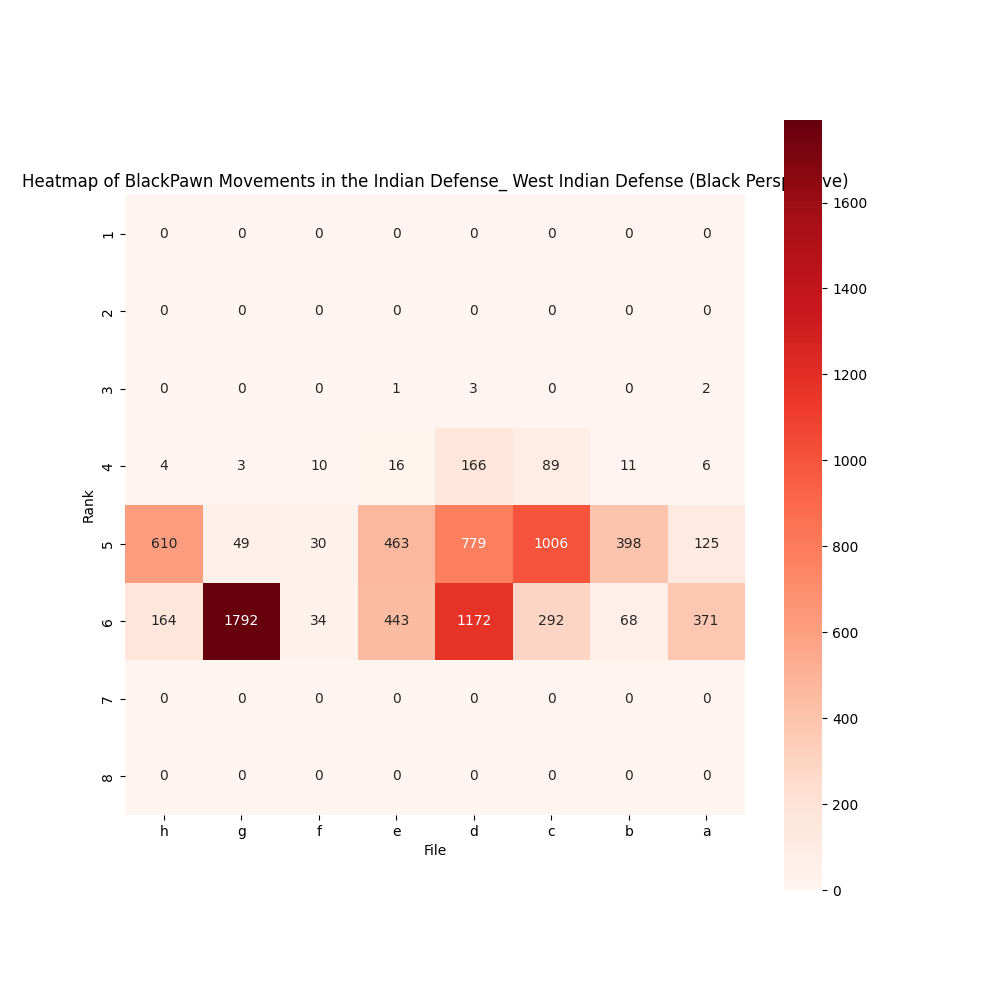 Heatmap of BlackPawn Movements in the Indian Defense_ West Indian Defense (Black Pers ve)
1 0 0 0 0 0 0 0 0
2 0 0 0 0 0 0 0 0
3 0 0 0 1 3 0 0 2
4 4 3 10 16 166 89 11 6
5 610 49 30 463 779 1006 398 125
6 164 1792 34 443 1172 292 68 371
7 0 0 0 0 0 0 0 0
8 0 0 0 0 0 0 0 0
h g f e d c b a
File
Rank
1600
1400
1200
1000
800
600
400
200
0